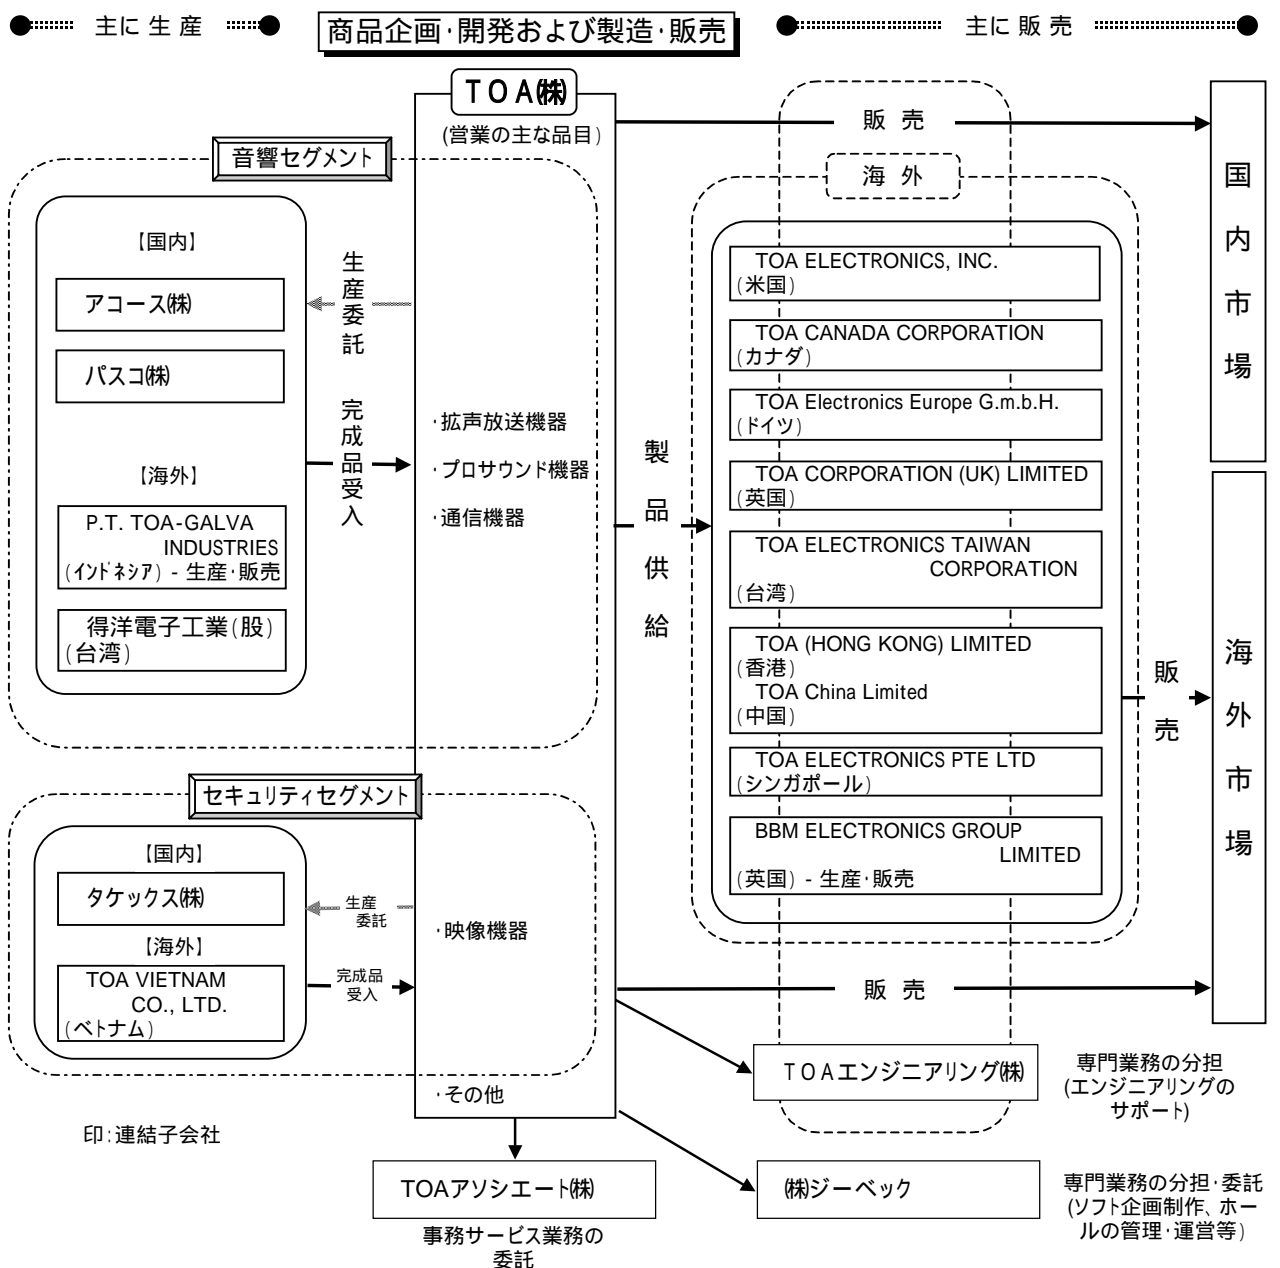 主に 生 産
商品企画・開発および製造・販売
主に 販 売
ＴＯＡ㈱
(営業の主な品目)
音響セグメント
【国内】
アコース㈱
パスコ㈱
【海外】
P.T. TOA-GALVA
INDUSTRIES
(インドネシア) - 生産・販売
得洋電子工業(股)
(台湾)
生産委託
完成品受入
・拡声放送機器
・プロサウンド機器
・通信機器
セキュリティセグメント
【国内】
タケックス㈱
【海外】
TOA VIETNAM
CO., LTD.
(ベトナム)
生産
委託
完成品
受入
・映像機器
・その他
製品供給
販 売
海 外
TOA ELECTRONICS, INC.
(米国)
TOA CANADA CORPORATION
(カナダ)
TOA Electronics Europe G.m.b.H.
(ドイツ)
TOA CORPORATION (UK) LIMITED
(英国)
TOA ELECTRONICS TAIWAN
CORPORATION
(台湾)
TOA (HONG KONG) LIMITED
(香港)
TOA China Limited
(中国)
TOA ELECTRONICS PTE LTD
(シンガポール)
BBM ELECTRONICS GROUP
LIMITED
(英国) - 生産・販売
販売
販 売
国内市場
海外市場
ＴＯＡエンジニアリング㈱
専門業務の分担
(エンジニアリングの
サポート)
印：連結子会社
TOAアソシエート㈱
事務サービス業務の
委託
㈱ジーベック
専門業務の分担・委託
(ソフト企画制作、ホー
ルの管理・運営等)